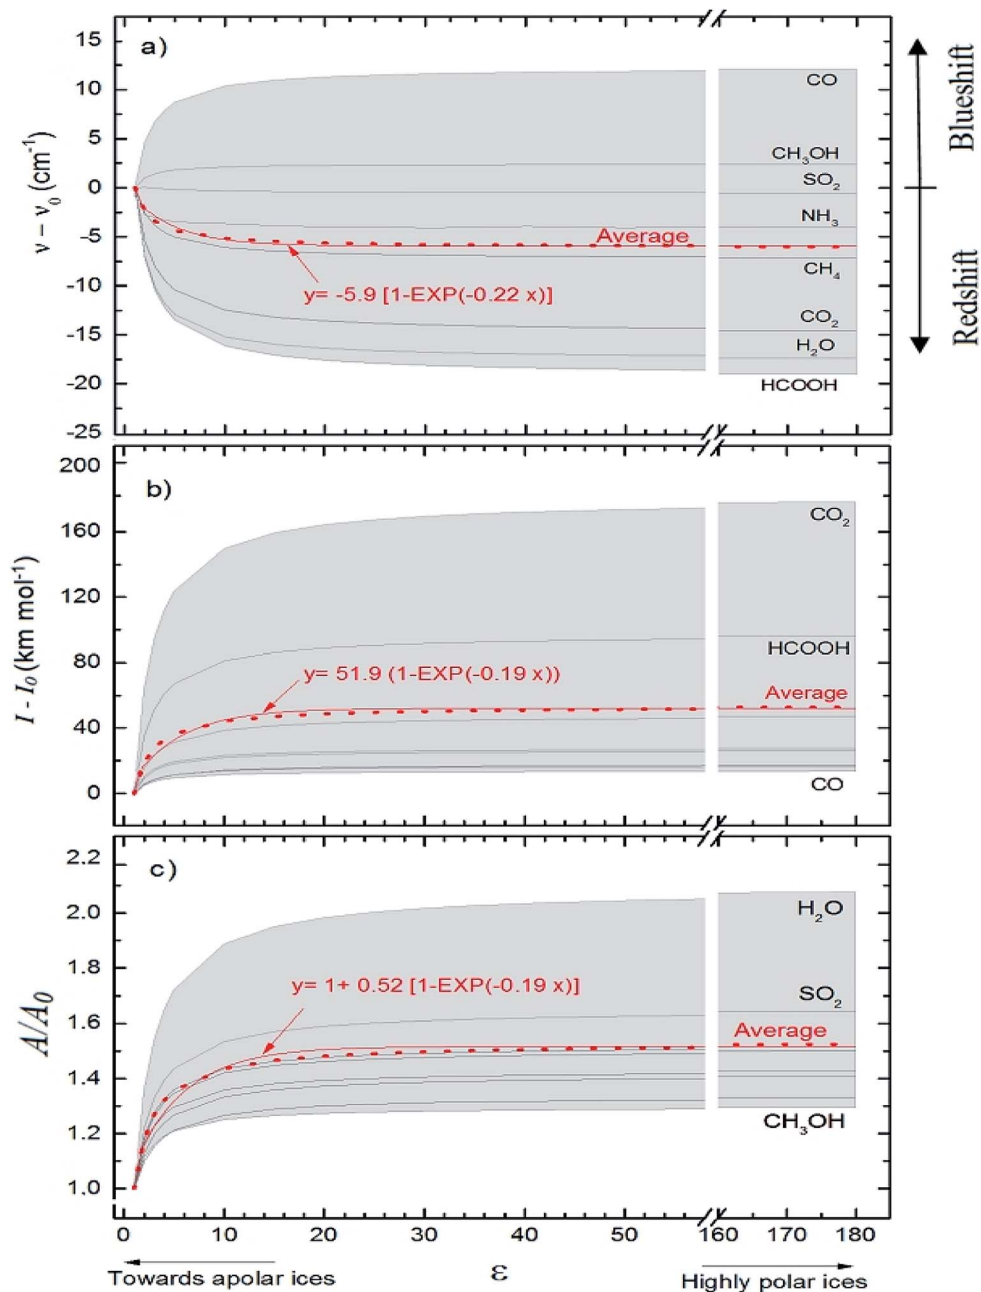 a)
15
10
5
0
-5
-10
-15
-20
-25
ν − ν₀ (cm⁻¹)
CO
CH₃OH
SO₂
NH₃
Average
CH₄
y= -5.9 [1-EXP(-0.22 x)]
CO₂
H₂O
HCOOH
Blueshift
Redshift
b)
200
160
120
80
40
0
I - I₀ (km mol⁻¹)
CO₂
HCOOH
y= 51.9 (1-EXP(-0.19 x))
Average
CO
c)
2.2
2.0
1.8
1.6
1.4
1.2
1.0
A/A₀
H₂O
SO₂
y= 1+ 0.52 [1-EXP(-0.19 x)]
Average
CH₃OH
0 10 20 30 40 50 160 170 180
Towards apolar ices
ε
Highly polar ices